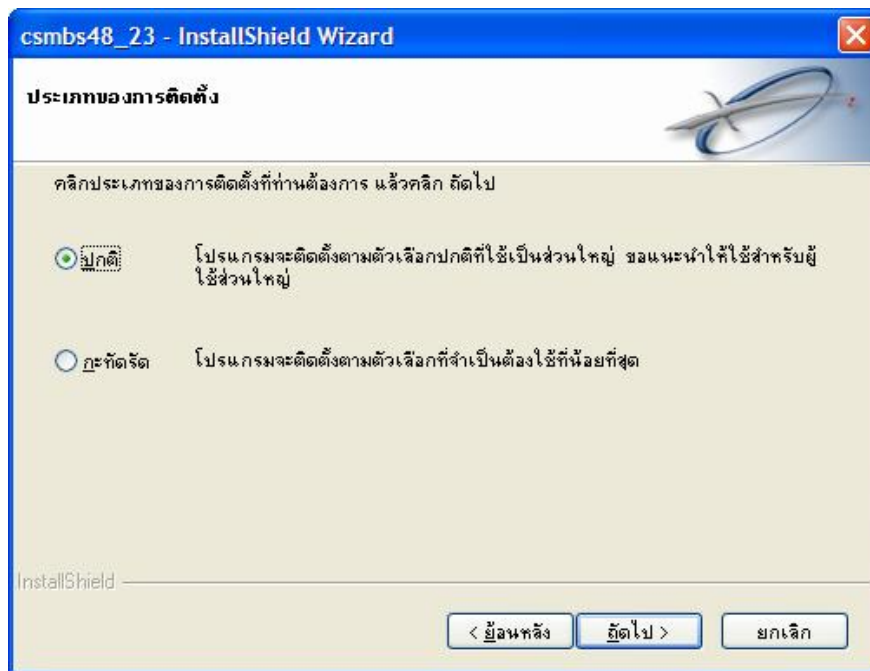 csmbs48_23 - InstallShield Wizard
ประเภทของการติดตั้ง
คลิกประเภทของการติดตั้งที่ท่านต้องการ แล้วคลิก ถัดไป
ปกติ
โปรแกรมจะติดตั้งตามตัวเลือกปกติที่ใช้เป็นส่วนใหญ่ ขอแนะนำให้ใช้สำหรับผู้
ใช้ส่วนใหญ่
กะทัดรัด
โปรแกรมจะติดตั้งตามตัวเลือกที่จำเป็นต้องใช้ที่น้อยที่สุด
InstallShield
< ย้อนหลัง
ถัดไป >
ยกเลิก